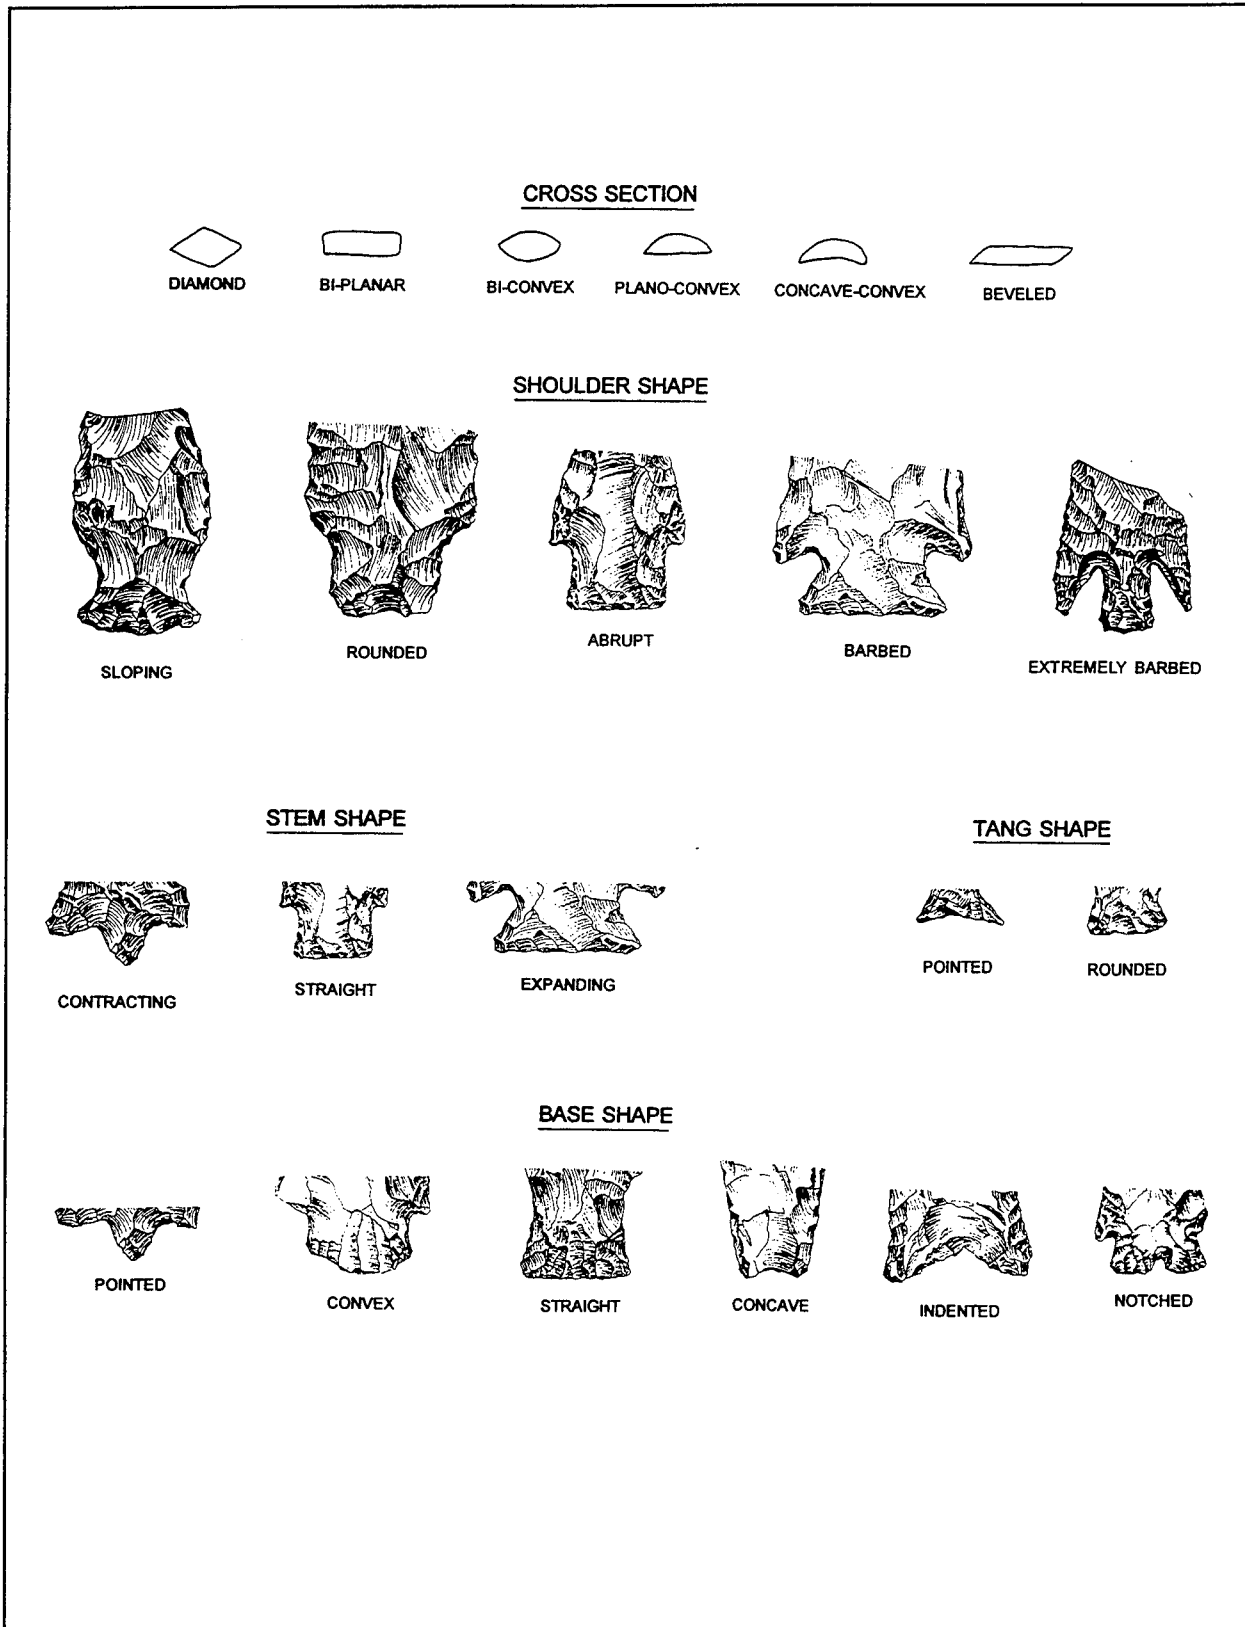 CROSS SECTION
DIAMOND BI-PLANAR BI-CONVEX PLANO-CONVEX CONCAVE-CONVEX BEVELED
SHOULDER SHAPE
SLOPING ROUNDED ABRUPT BARBED EXTREMELY BARBED
STEM SHAPE
CONTRACTING STRAIGHT EXPANDING
TANG SHAPE
POINTED ROUNDED
BASE SHAPE
POINTED CONVEX STRAIGHT CONCAVE INDENTED NOTCHED